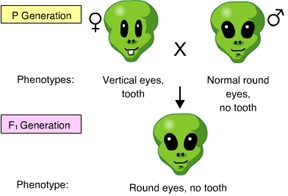 P Generation
♀ X ♂
Phenotypes: Vertical eyes, Normal round
tooth eyes,
no tooth
F₁ Generation
Phenotype: Round eyes, no tooth